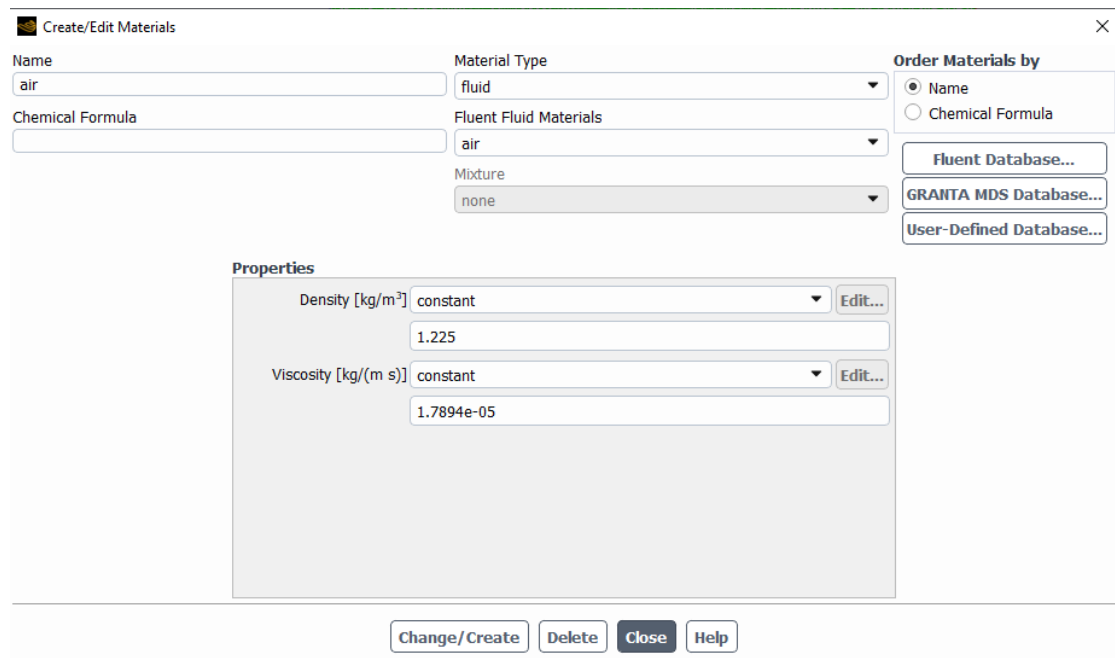 Create/Edit Materials
Name
air
Chemical Formula
Material Type
fluid
Fluent Fluid Materials
air
Mixture
none
Order Materials by
Name
Chemical Formula
Fluent Database...
GRANTA MDS Database...
User-Defined Database...
Properties
Density [kg/m³] constant Edit...
1.225
Viscosity [kg/(m s)] constant Edit...
1.7894e-05
Change/Create Delete Close Help